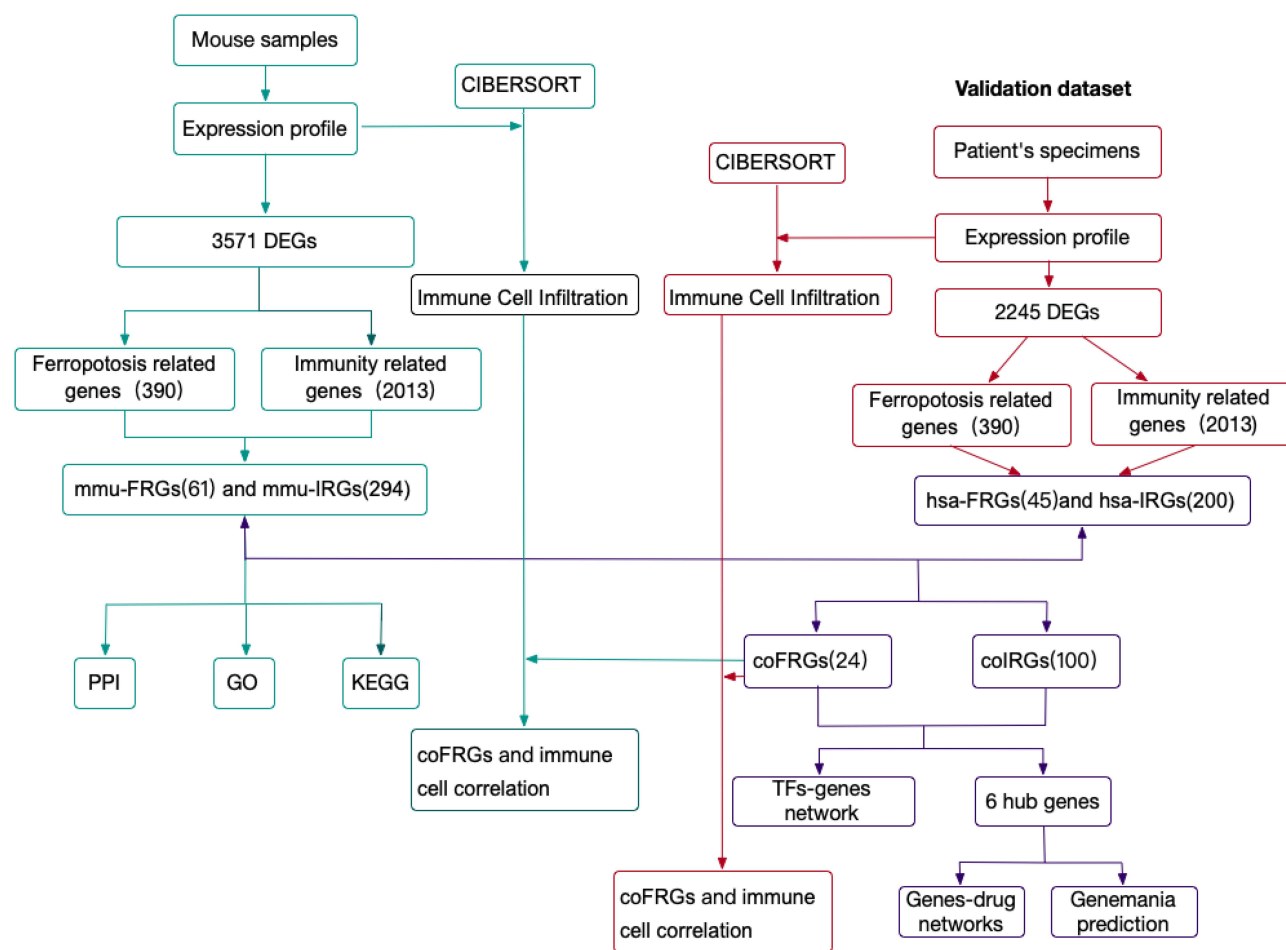 Mouse samples
CIBERSORT
Validation dataset
Expression profile
Patient's specimens
CIBERSORT
3571 DEGs
Expression profile
Immune Cell Infiltration
Immune Cell Infiltration
2245 DEGs
Ferropotosis related
genes（390)
Immunity related
genes（2013)
Ferropotosis related
genes（390)
Immunity related
genes（2013)
mmu-FRGs(61) and mmu-IRGs(294)
hsa-FRGs(45)and hsa-IRGs(200)
PPI
GO
KEGG
coFRGs(24)
coIRGs(100)
coFRGs and immune
cell correlation
TFs-genes
network
6 hub genes
coFRGs and immune
cell correlation
Genes-drug
networks
Genemania
prediction